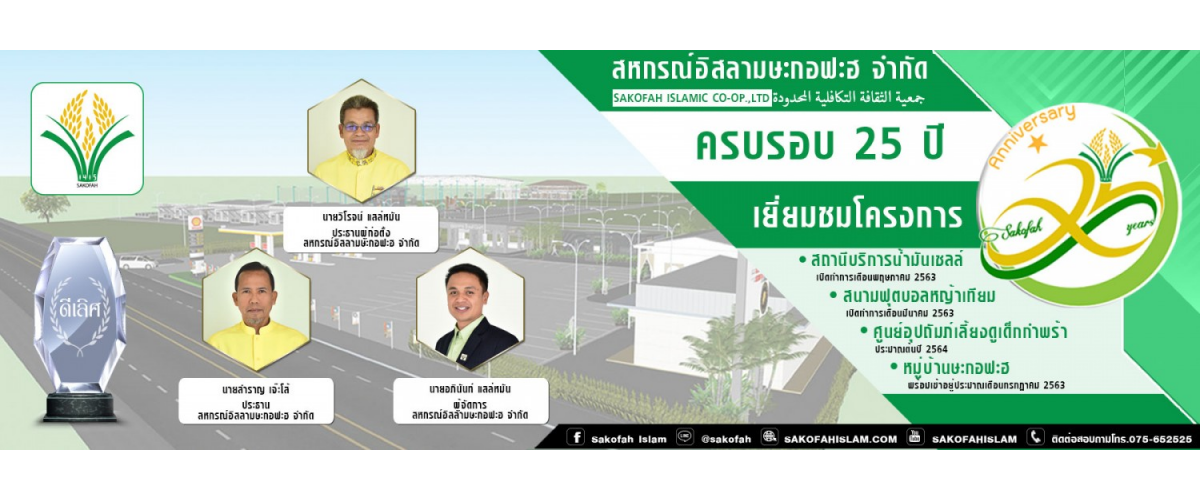 สหกรณ์อิสลามษะกอฟะฮ จำกัด
SAKOFAH ISLAMIC CO-OP.,LTD جمعية الثقافة التكافلية المحدودة
ครบรอบ 25 ปี
เยี่ยมชมโครงการ
• สถานีบริการน้ำมันเชลล์
เปิดทำการเดือนพฤษภาคม 2563
• สนามฟุตบอลหญ้าเทียม
เปิดทำการเดือนมีนาคม 2563
• ศูนย์อุปถัมภ์เลี้ยงดูเด็กกำพร้า
ประมาณต้นปี 2564
• หมู่บ้านษะกอฟะฮ
พร้อมเข้าอยู่ประมาณเดือนกรกฎาคม 2563
Anniversary
25
Sakofah
years
1415
SAKOFAH
นายวิโรจน์ แลล่หมัน
ประธานผู้ก่อตั้ง
สหกรณ์อิสลามษะกอฟะฮ จำกัด
ดีเลิศ
นายสำราญ เจ๊ะโส้
ประธาน
สหกรณ์อิสลามษะกอฟะฮ จำกัด
นายอภินันท์ แลล่หมัน
ผู้จัดการ
สหกรณ์อิสลามษะกอฟะฮ จำกัด
Sakofah Islam @sakofah SAKOFAHISLAM.COM SAKOFAHISLAM ติดต่อสอบถามโทร.075-652525